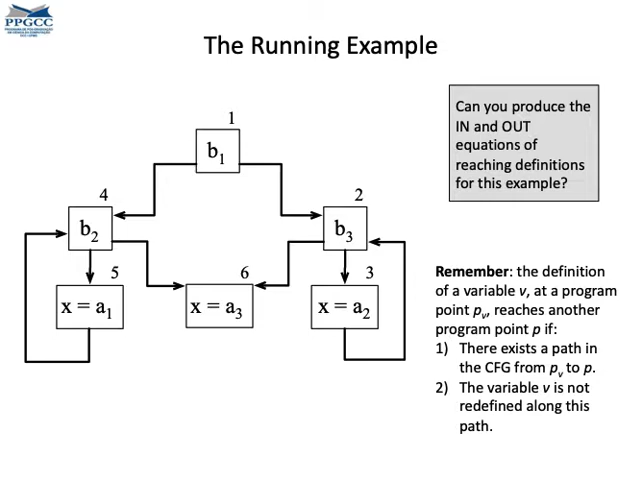 PPGCC
The Running Example
Can you produce the
IN and OUT
equations of
reaching definitions
for this example?
1
b1
4
2
b2
b3
5
6
3
x = a1
x = a3
x = a2
Remember: the definition
of a variable v, at a program
point pv, reaches another
program point p if:
1) There exists a path in
the CFG from pv to p.
2) The variable v is not
redefined along this
path.